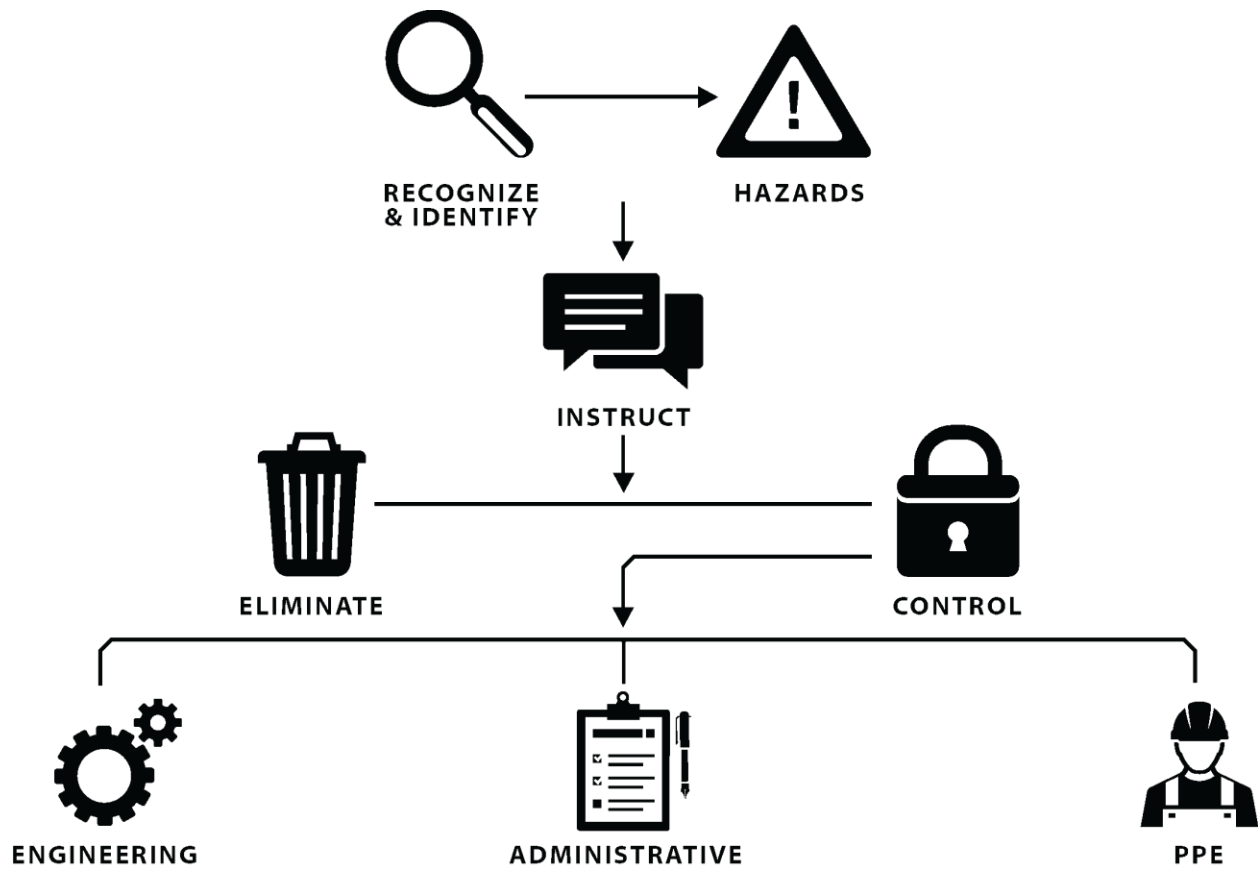 RECOGNIZE
& IDENTIFY
HAZARDS
INSTRUCT
ELIMINATE
CONTROL
ENGINEERING
ADMINISTRATIVE
PPE